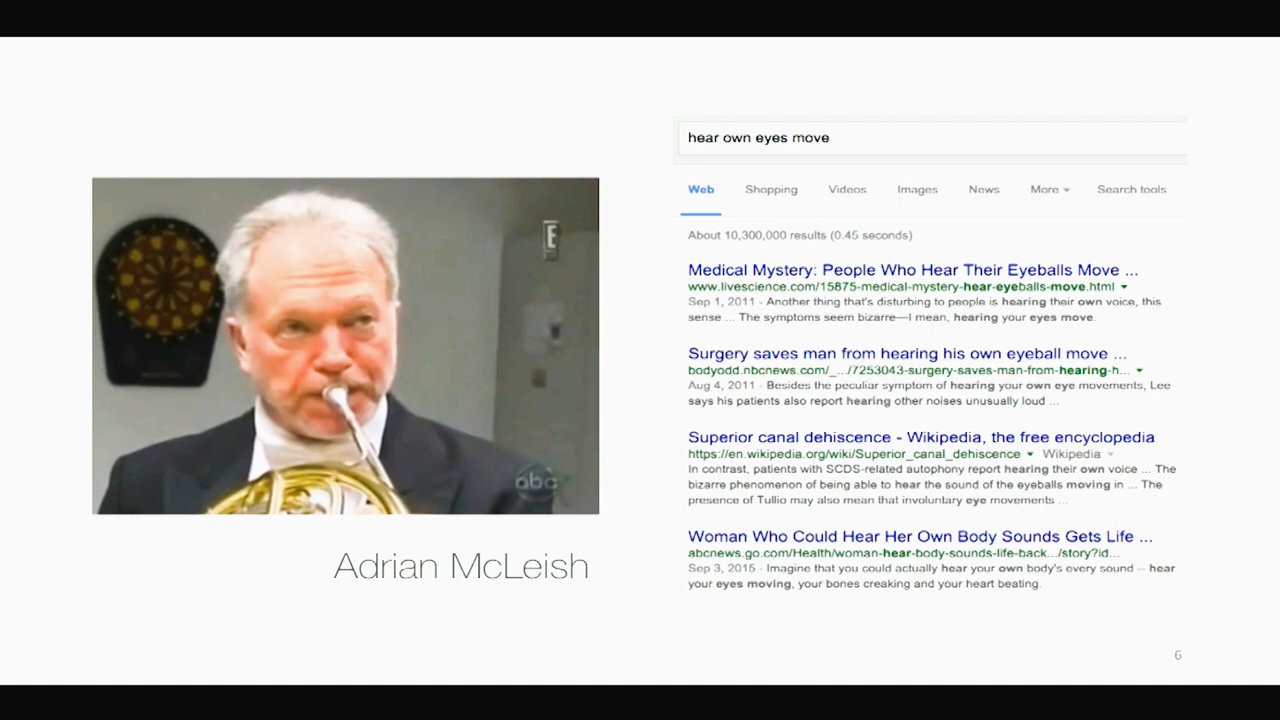 E
abc
Adrian McLeish
hear own eyes move
Web Shopping Videos Images News More Search tools
About 10,300,000 results (0.45 seconds)
Medical Mystery: People Who Hear Their Eyeballs Move ...
www.livescience.com/15875-medical-mystery-hear-eyeballs-move.html
Sep 1, 2011 - Another thing that's disturbing to people is hearing their own voice, this
sense ... The symptoms seem bizarre—I mean, hearing your eyes move.
Surgery saves man from hearing his own eyeball move ...
bodyodd.nbcnews.com/_.../7253043-surgery-saves-man-from-hearing-h...
Aug 4, 2011 - Besides the peculiar symptom of hearing your own eye movements, Lee
says his patients also report hearing other noises unusually loud ...
Superior canal dehiscence - Wikipedia, the free encyclopedia
https://en.wikipedia.org/wiki/Superior_canal_dehiscence Wikipedia
In contrast, patients with SCDS-related autophony report hearing their own voice ... The
bizarre phenomenon of being able to hear the sound of the eyeballs moving in ... The
presence of Tullio may also mean that involuntary eye movements ...
Woman Who Could Hear Her Own Body Sounds Gets Life ...
abcnews.go.com/Health/woman-hear-body-sounds-life-back.../story?id...
Sep 3, 2015 - Imagine that you could actually hear your own body's every sound -- hear
your eyes moving, your bones creaking and your heart beating.
6